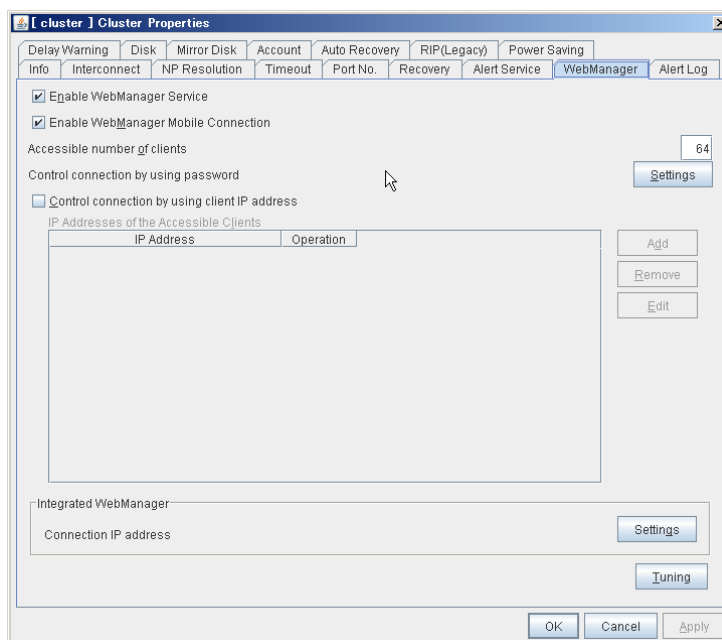 [ cluster ] Cluster Properties
Delay Warning Disk Mirror Disk Account Auto Recovery RIP(Legacy) Power Saving
Info Interconnect NP Resolution Timeout Port No. Recovery Alert Service WebManager Alert Log
Enable WebManager Service
Enable WebManager Mobile Connection
Accessible number of clients 64
Control connection by using password Settings
Control connection by using client IP address
IP Addresses of the Accessible Clients
IP Address Operation
Add
Remove
Edit
Integrated WebManager
Connection IP address Settings
Tuning
OK Cancel Apply